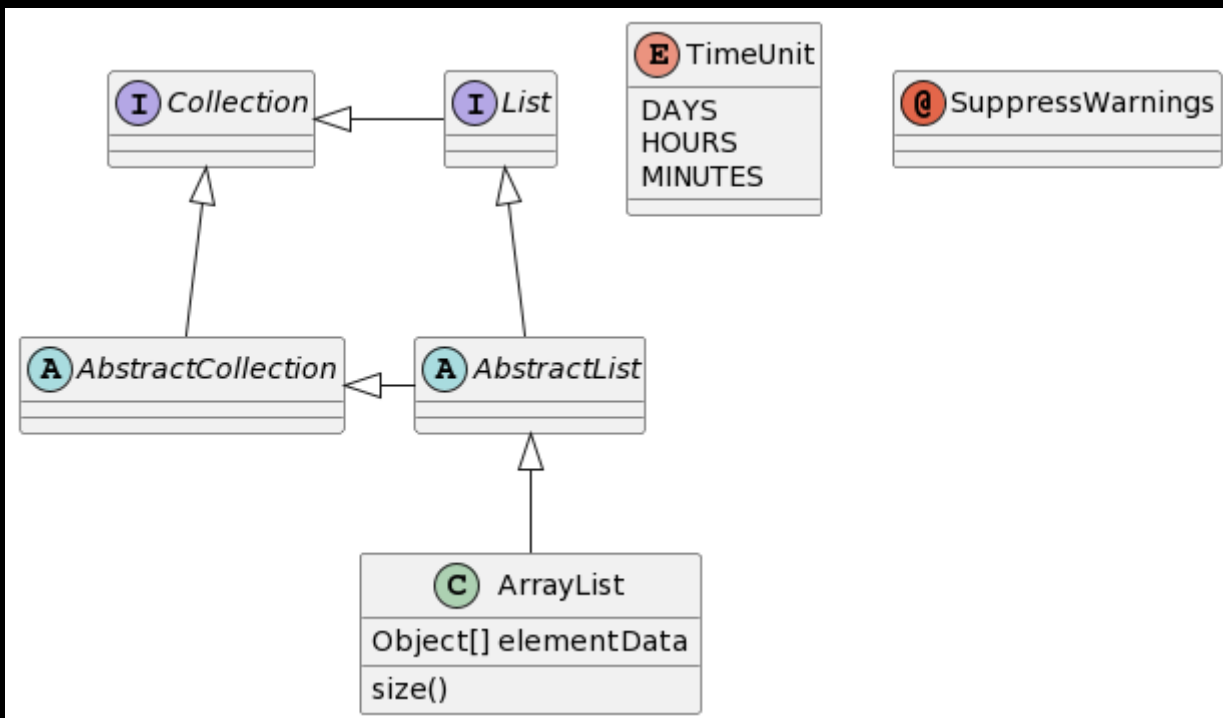 I Collection
I List
E TimeUnit
DAYS
HOURS
MINUTES
@ SuppressWarnings
A AbstractCollection
A AbstractList
C ArrayList
Object[] elementData
size()